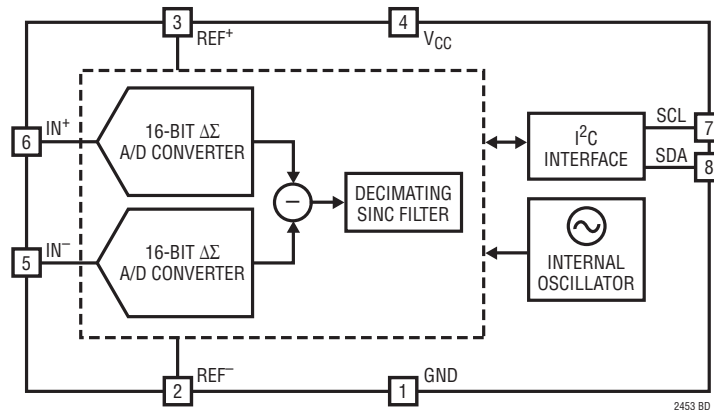 3
REF⁺
4
VCC
6
IN⁺
16-BIT ΔΣ
A/D CONVERTER
5
IN⁻
16-BIT ΔΣ
A/D CONVERTER
−
DECIMATING
SINC FILTER
I²C
INTERFACE
SCL
7
SDA
8
INTERNAL
OSCILLATOR
2
REF⁻
1
GND
2453 BD